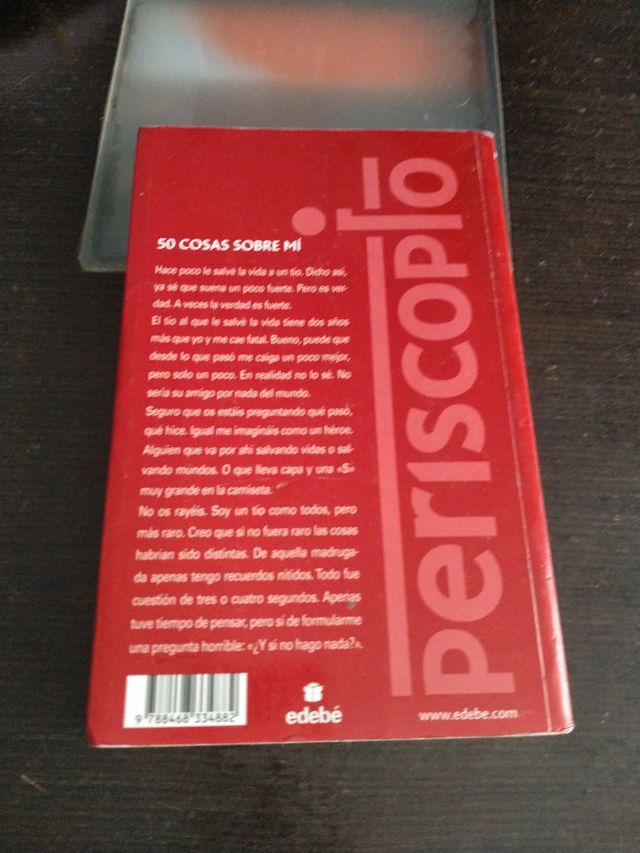 50 COSAS SOBRE MÍ
Hace poco le salvé la vida a un tío. Dicho así,
ya sé que suena un poco fuerte. Pero es ver-
dad. A veces la verdad es fuerte.
El tío al que le salvé la vida tiene dos años
más que yo y me cae fatal. Bueno, puede que
desde lo que pasó me caiga un poco mejor,
pero solo un poco. En realidad no lo sé. No
sería su amigo por nada del mundo.
Seguro que os estáis preguntando qué pasó,
qué hice. Igual me imagináis como un héroe.
Alguien que va por ahí salvando vidas o sal-
vando mundos. O que lleva capa y una «S»
muy grande en la camiseta.
No os rayéis. Soy un tío como todos, pero
más raro. Creo que si no fuera raro las cosas
habrían sido distintas. De aquella madruga-
da apenas tengo recuerdos nítidos. Todo fue
cuestión de tres o cuatro segundos. Apenas
tuve tiempo de pensar, pero sí de formularme
una pregunta horrible: «¿Y si no hago nada?».
periscopio
9 788468 334882
edebé
www.edebe.com